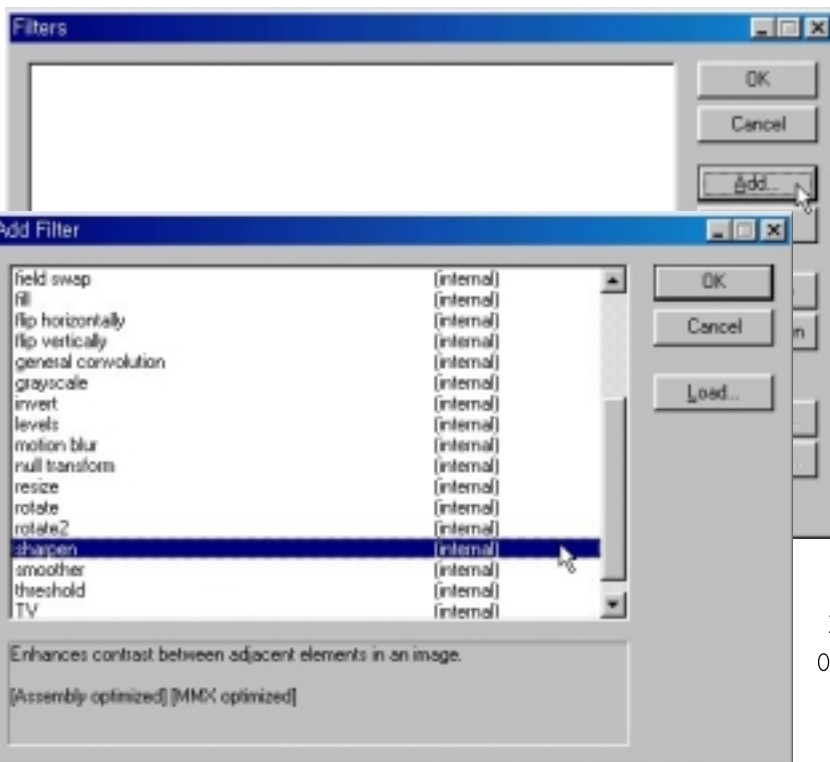 Filters
OK
Cancel
Add...
Add Filter
field swap (internal)
fill (internal)
flip horizontally (internal)
flip vertically (internal)
general convolution (internal)
grayscale (internal)
invert (internal)
levels (internal)
motion blur (internal)
null transform (internal)
resize (internal)
rotate (internal)
rotate2 (internal)
sharpen (internal)
smoother (internal)
threshold (internal)
TV (internal)
OK
Cancel
Load...
Enhances contrast between adjacent elements in an image.
[Assembly optimized] [MMX optimized]